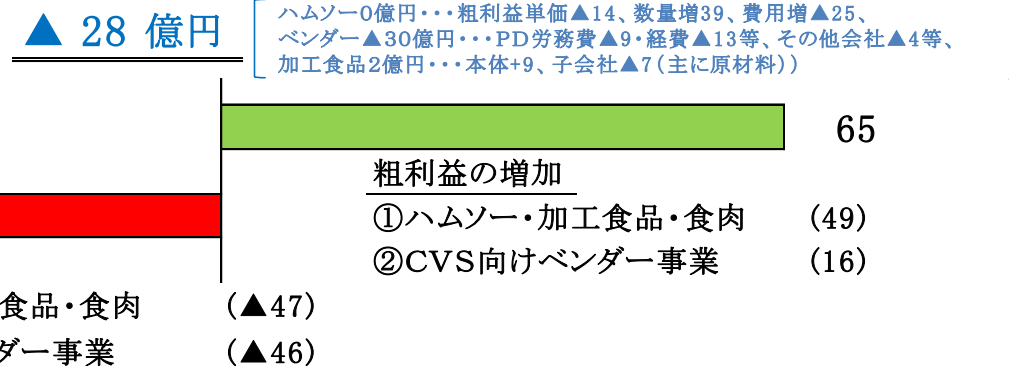 ▲ 28 億円
ハムソー0億円・・・粗利益単価▲14、数量増39、費用増▲25、
ベンダー▲30億円・・・PD労務費▲9・経費▲13等、その他会社▲4等、
加工食品2億円・・・本体+9、子会社▲7（主に原材料））
65
粗利益の増加
①ハムソー・加工食品・食肉 (49)
②CVS向けベンダー事業 (16)
食品・食肉 (▲47)
ダー事業 (▲46)